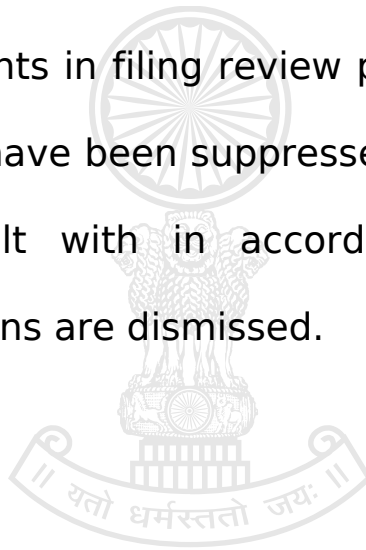 nts in filing review p
have been suppresse
lt with in accord
ns are dismissed.
॥ यतो धर्मस्ततो जयः ॥